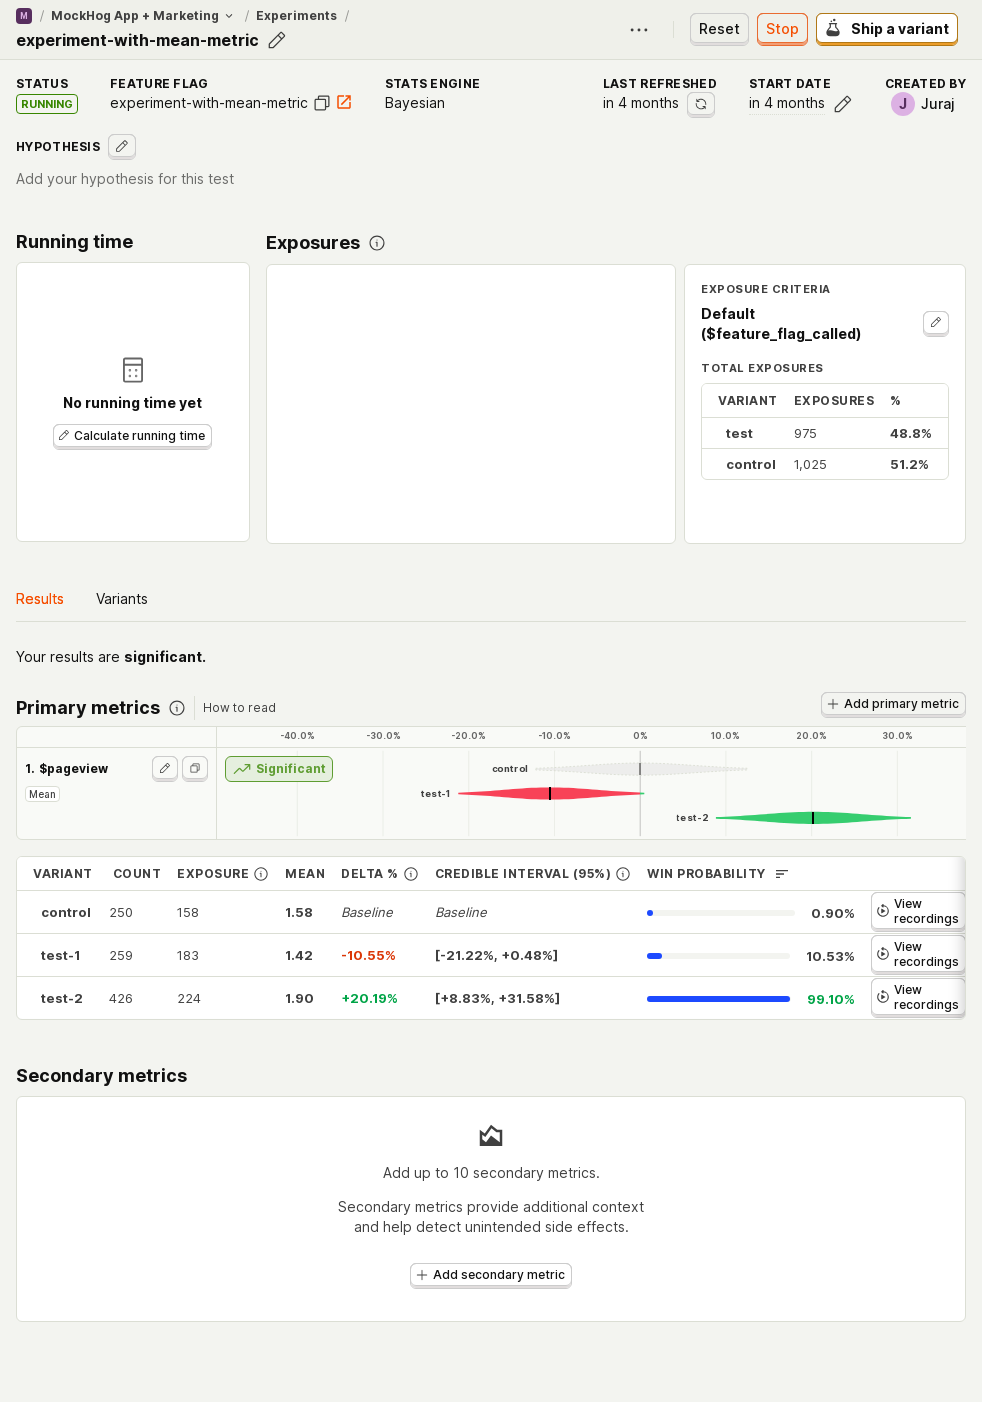 M / MockHog App + Marketing / Experiments /
experiment-with-mean-metric
Reset
Stop
Ship a variant
STATUS
RUNNING
FEATURE FLAG
experiment-with-mean-metric
STATS ENGINE
Bayesian
LAST REFRESHED
in 4 months
START DATE
in 4 months
CREATED BY
J Juraj
HYPOTHESIS
Add your hypothesis for this test
Running time
No running time yet
Calculate running time
Exposures
EXPOSURE CRITERIA
Default
($feature_flag_called)
TOTAL EXPOSURES
VARIANT EXPOSURES %
test 975 48.8%
control 1,025 51.2%
Results Variants
Your results are significant.
Primary metrics How to read
Add primary metric
-40.0% -30.0% -20.0% -10.0% 0% 10.0% 20.0% 30.0%
1. $pageview
Mean
Significant
control
test-1
test-2
VARIANT COUNT EXPOSURE MEAN DELTA % CREDIBLE INTERVAL (95%) WIN PROBABILITY
control 250 158 1.58 Baseline Baseline 0.90% View recordings
test-1 259 183 1.42 -10.55% [-21.22%, +0.48%] 10.53% View recordings
test-2 426 224 1.90 +20.19% [+8.83%, +31.58%] 99.10% View recordings
Secondary metrics
Add up to 10 secondary metrics.
Secondary metrics provide additional context
and help detect unintended side effects.
Add secondary metric